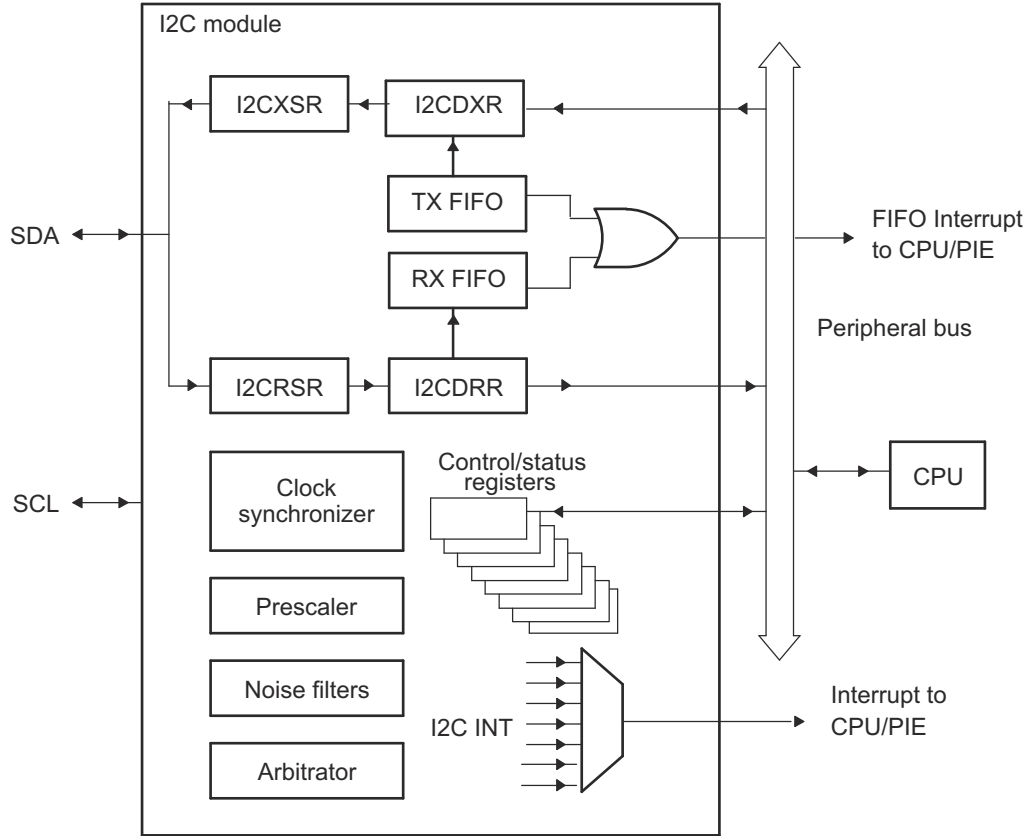 I2C module
I2CXSR
I2CDXR
TX FIFO
SDA
FIFO Interrupt
to CPU/PIE
RX FIFO
Peripheral bus
I2CRSR
I2CDRR
Control/status
registers
CPU
SCL
Clock
synchronizer
Prescaler
Noise filters
I2C INT
Interrupt to
CPU/PIE
Arbitrator